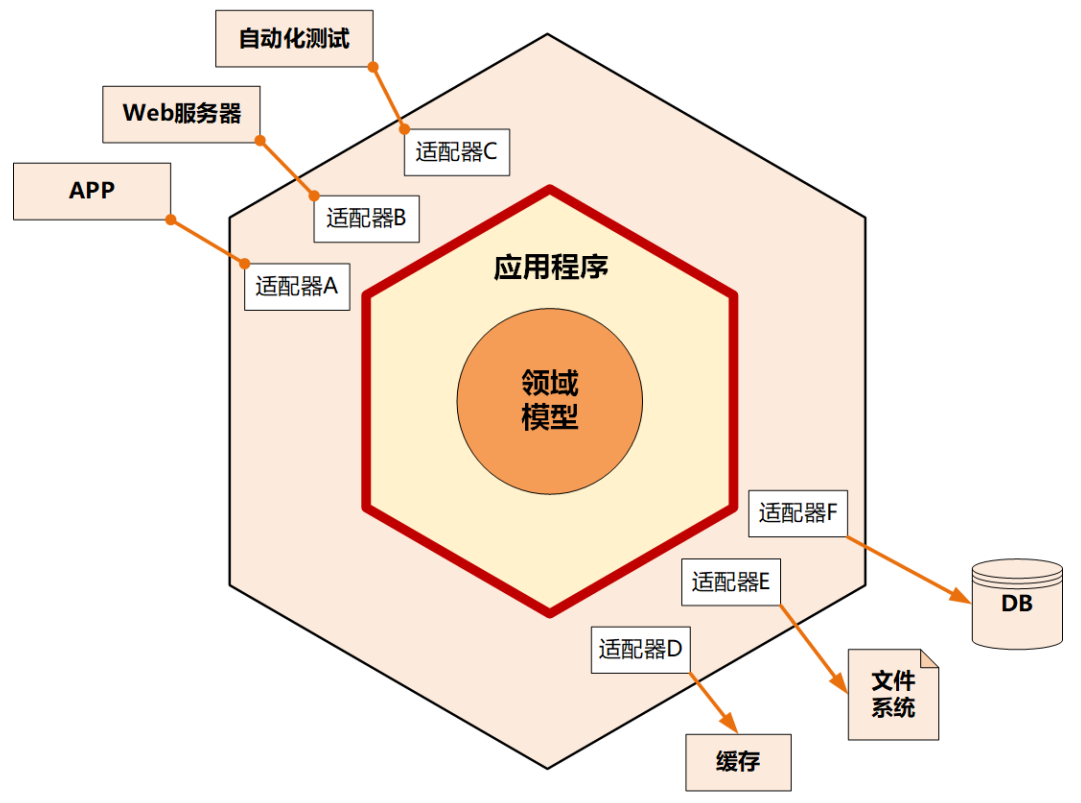 自动化测试
Web服务器
适配器C
APP
适配器B
应用程序
适配器A
领域
模型
适配器F
适配器E
DB
适配器D
文件
系统
缓存